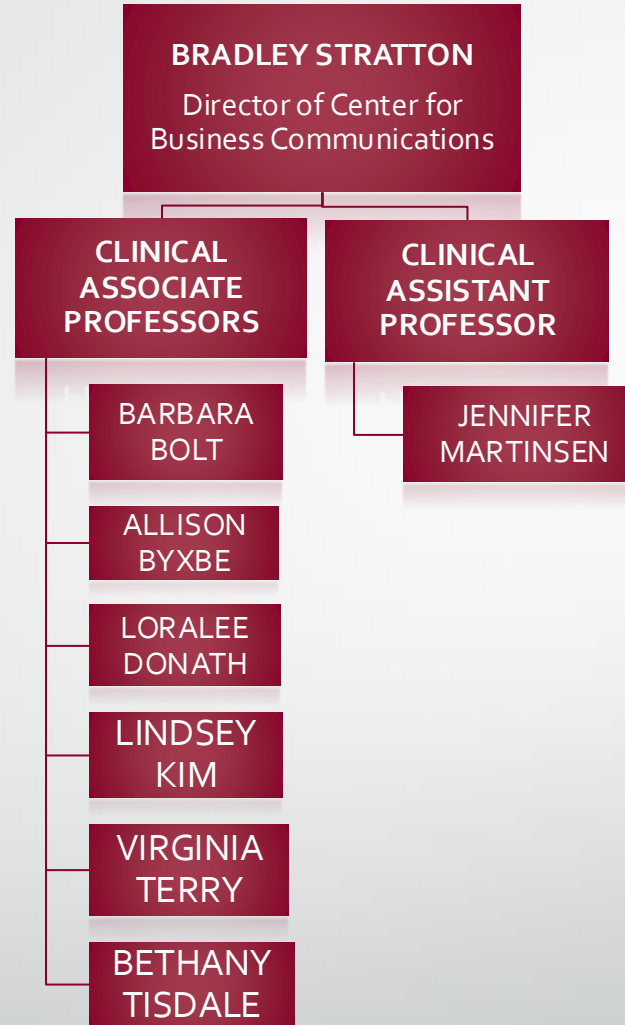 BRADLEY STRATTON
Director of Center for
Business Communications
CLINICAL
ASSOCIATE
PROFESSORS
BARBARA
BOLT
ALLISON
BYXBE
LORALEE
DONATH
LINDSEY
KIM
VIRGINIA
TERRY
BETHANY
TISDALE
CLINICAL
ASSISTANT
PROFESSOR
JENNIFER
MARTINSEN